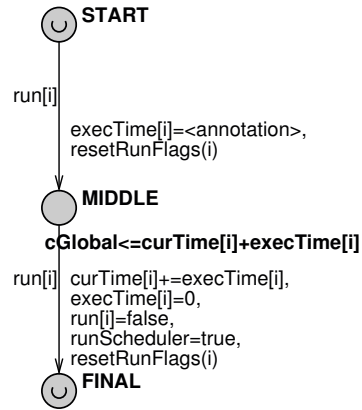 START
run[i]
execTime[i]=<annotation>,
resetRunFlags(i)
MIDDLE
cGlobal<=curTime[i]+execTime[i]
run[i]
curTime[i]+=execTime[i],
execTime[i]=0,
run[i]=false,
runScheduler=true,
resetRunFlags(i)
FINAL